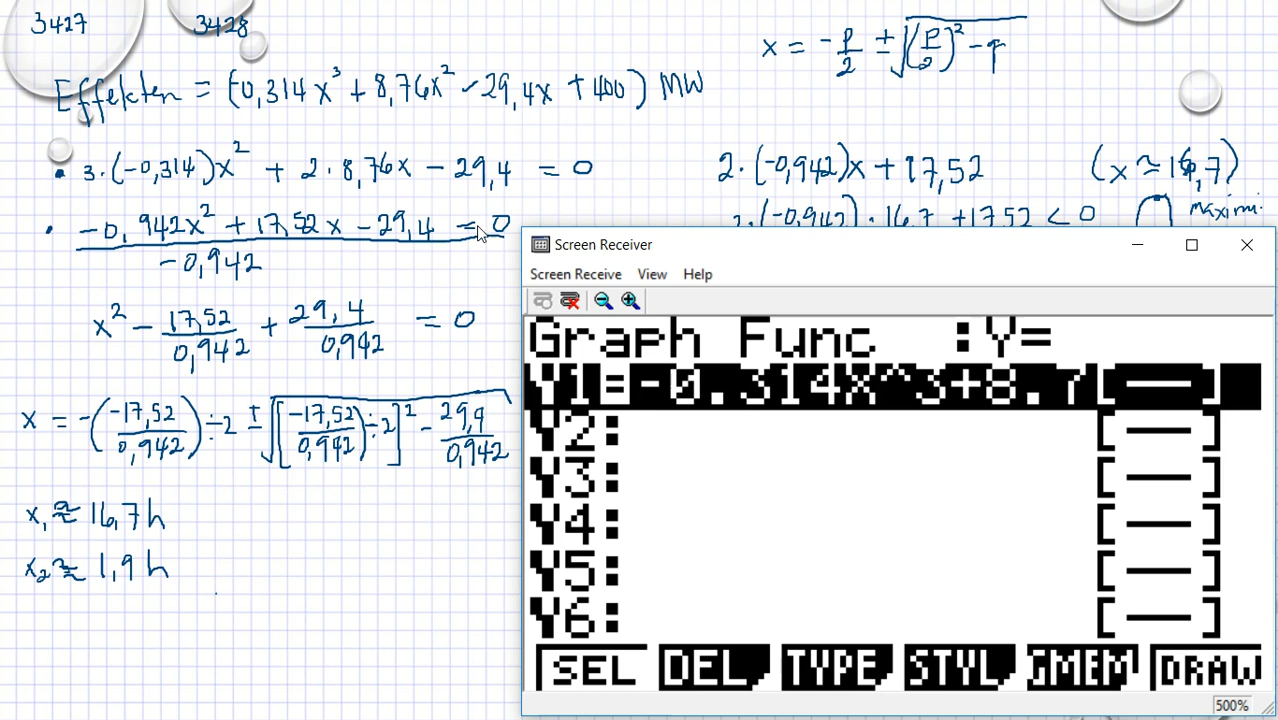 3427 3428
x = -p/2 ± √((p/2)² - q)
Effekten = (-0,314x³ + 8,76x² - 29,4x + 400) MW
• 3·(-0,314)x² + 2·8,76x - 29,4 = 0
2·(-0,942)x + 17,52 (x ≈ 16,7)
• -0,942x² + 17,52x - 29,4 = 0
-0,942
2·(-0,942)·16,7 + 17,52 < 0 maximi.
x² - 17,52/0,942 + 29,4/0,942 = 0
x = -(-17,52/0,942)÷2 ± √[(-17,52/0,942)÷2]² - 29,4/0,942
x₁ ≈ 16,7h
x₂ ≈ 1,9h
Screen Receiver
Screen Receive View Help
Graph Func :Y=
Y1=-0.314x^3+8.7[—]
Y2: [—]
Y3: [—]
Y4: [—]
Y5: [—]
Y6: [—]
SEL DEL TYPE STYL GMEM DRAW
500%